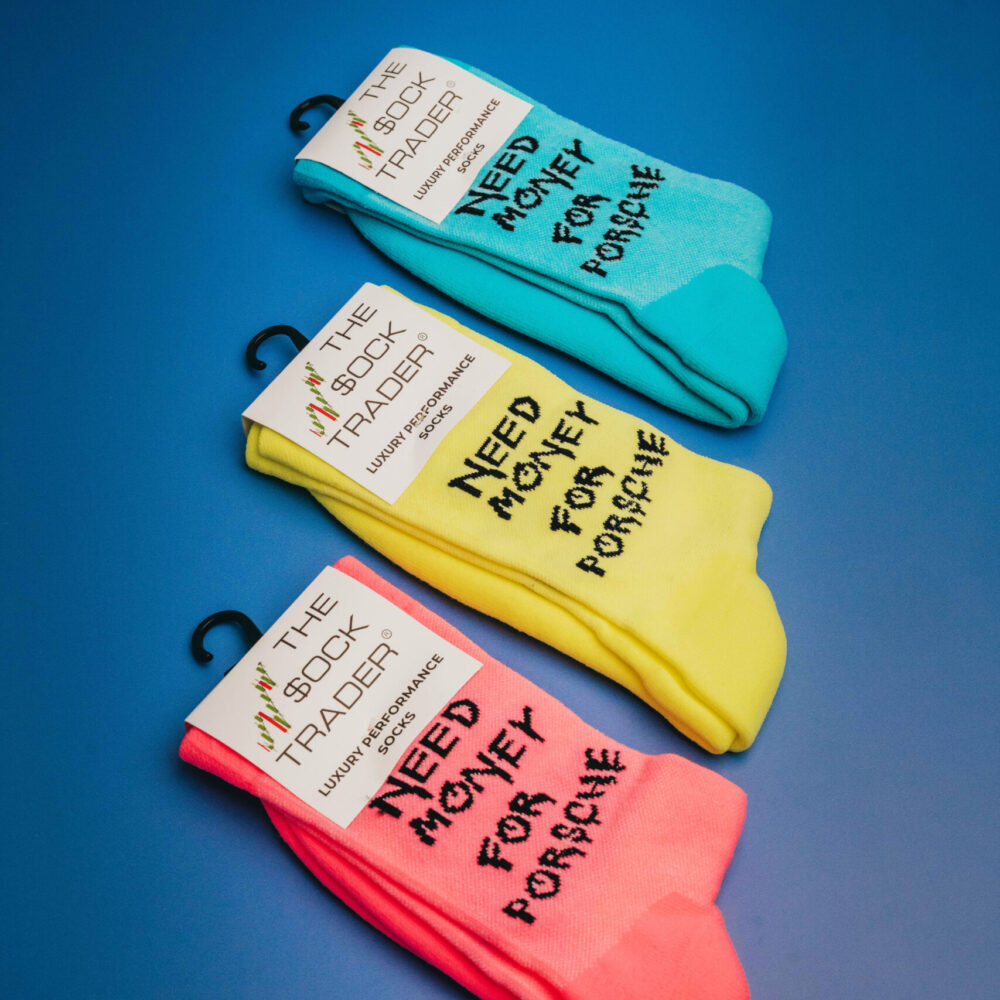 THE
$OCK
TRADER®
LUXURY PERFORMANCE
SOCKS
NEED
MONEY
FOR
PORSCHE
THE
$OCK
TRADER®
LUXURY PERFORMANCE
SOCKS
NEED
MONEY
FOR
PORSCHE
THE
$OCK
TRADER®
LUXURY PERFORMANCE
SOCKS
NEED
MONEY
FOR
PORSCHE